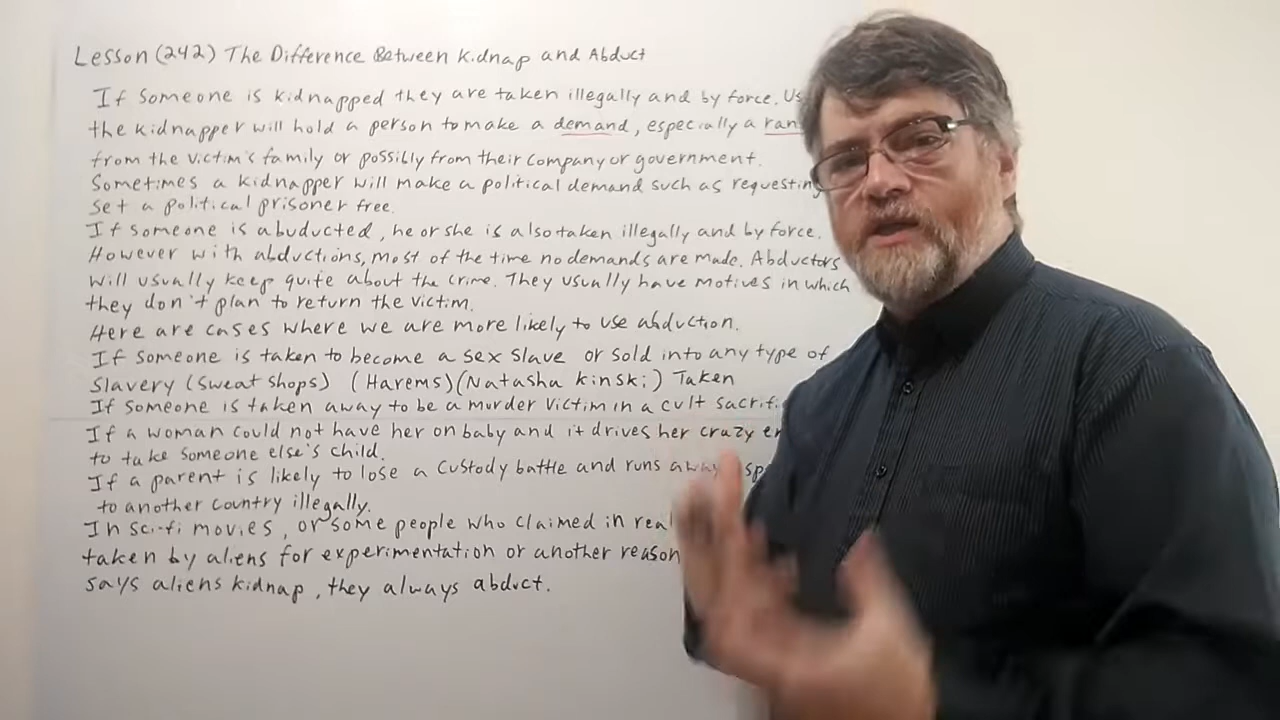 Lesson (242) The Difference Between Kidnap and Abduct
If someone is kidnapped they are taken illegally and by force.
the kidnapper will hold a person to make a demand, especially a
from the victim's family or possilly from their company or government.
Sometimes a kidnapper will make a political demand such as requesting
set a political prisoner free.
If someone is abuducted, he or she is also taken illegally and by force.
However with abductions, most of the time no demands are made. Abductors
will usually keep quite about the crime. They usually have motives in which
they don't plan to return the victim.
Here are cases where we are more likely to use abduction.
If someone is taken to become a sex slave or sold into any type of
slavery (sweat shops) (Harems) (Natasha Kinski) Taken
If someone is taken away to be a murder victim in a cult
If a woman could not have her on baby and it drives her crazy
to take someone else's child.
If a parent is likely to lose a custody battle and runs away
to another country illegally.
In sci-fi movies, or some people who claimed in real
taken by aliens for experimentation or another reason
says aliens kidnap, they always abduct.